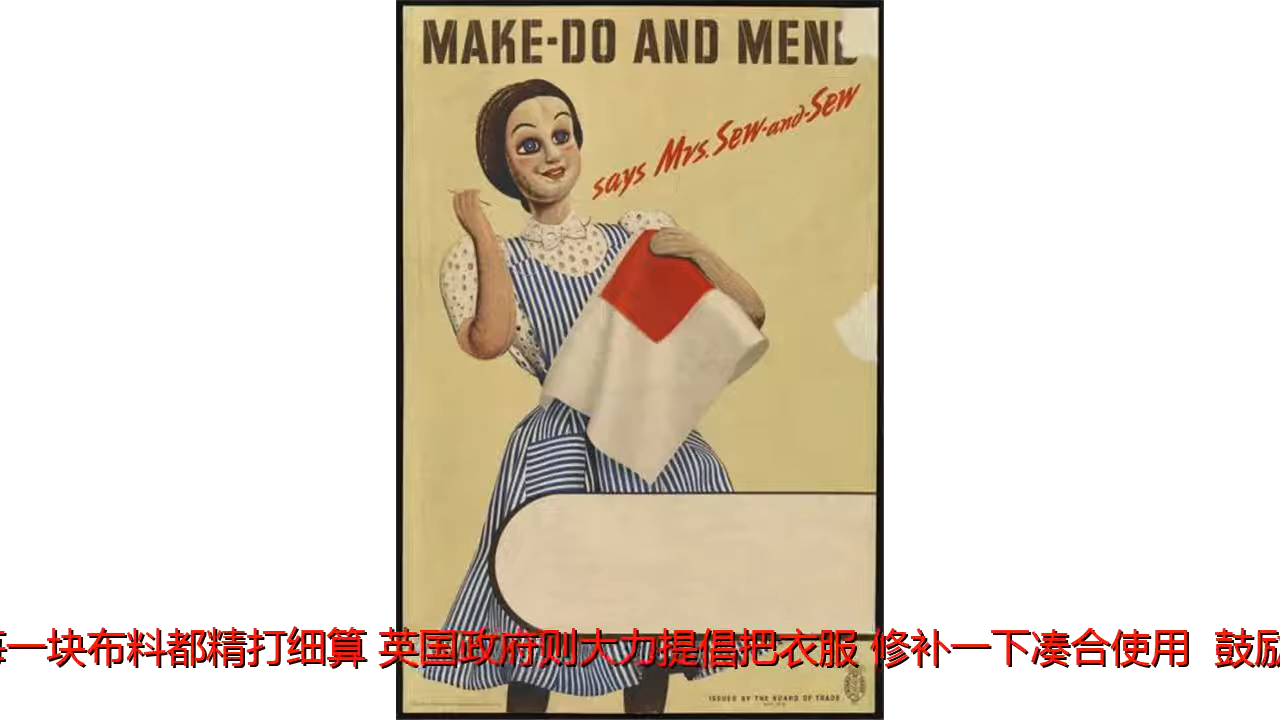 MAKE-DO AND MEND
says Mrs. Sew-and-Sew
一块布料都精打细算 英国政府则大力提倡把衣服 修补一下凑合使用 鼓励
ISSUED BY THE BOARD OF TRADE